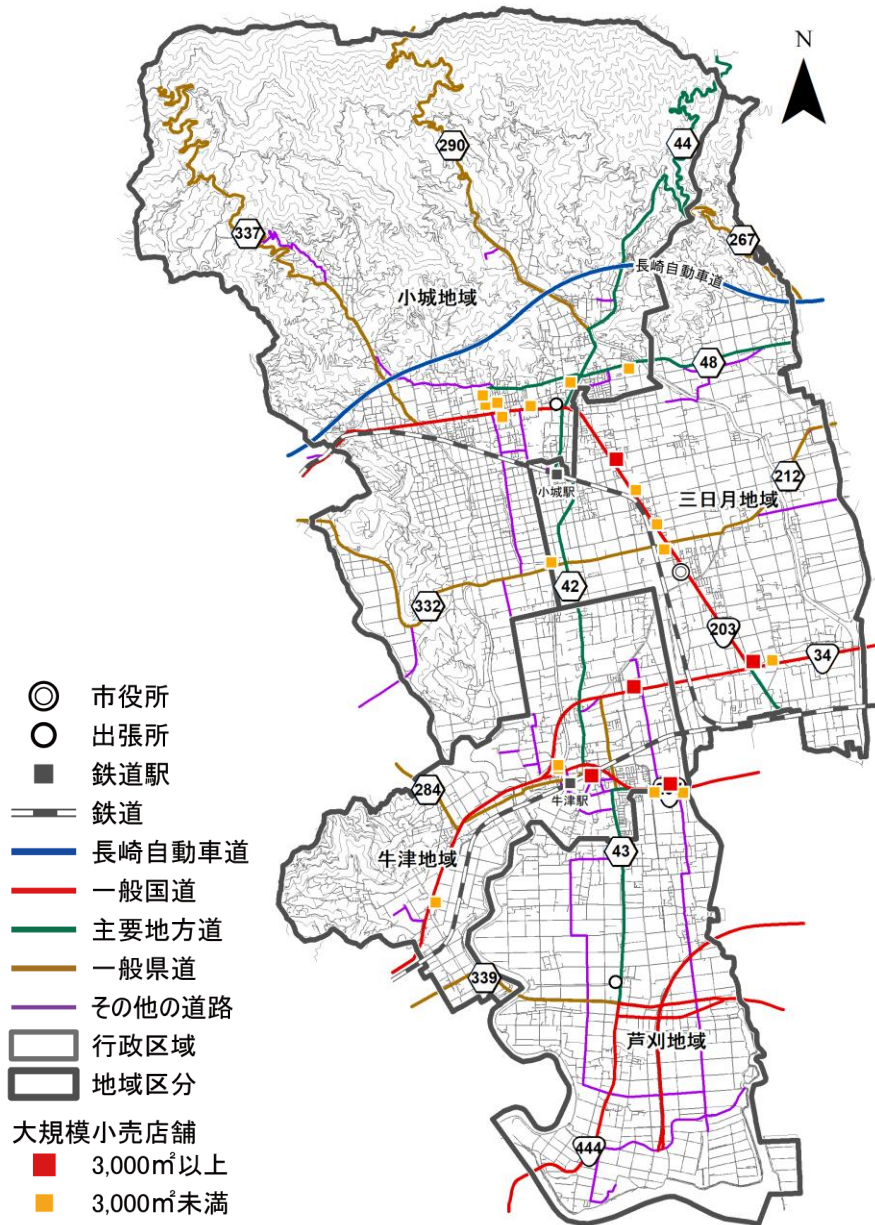 N
290
44
337
267
長崎自動車道
小城地域
48
小城駅
212
三日月地域
42
332
203
34
284
牛津駅
牛津地域
43
339
芦刈地域
444
市役所
出張所
鉄道駅
鉄道
長崎自動車道
一般国道
主要地方道
一般県道
その他の道路
行政区域
地域区分
大規模小売店舗
3,000㎡以上
3,000㎡未満